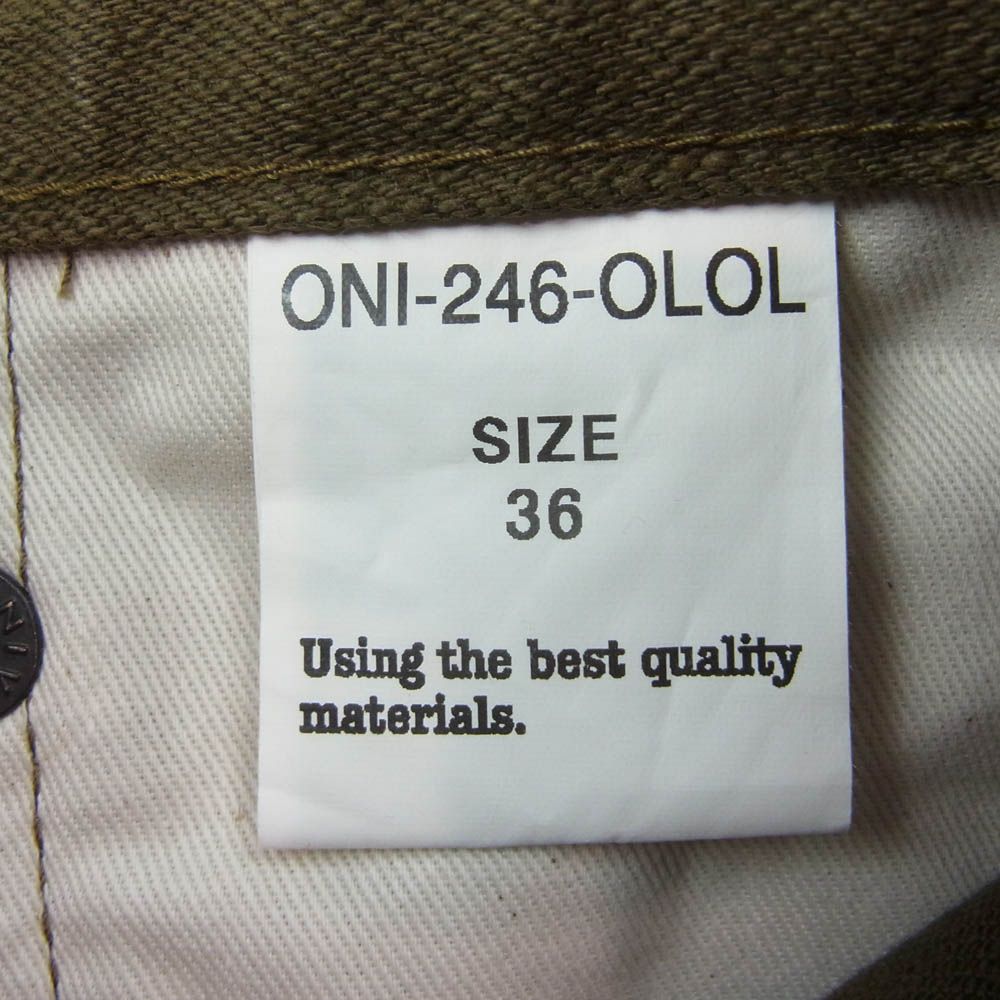 ONI-246-OLOL
SIZE
36
Using the best quality
materials.